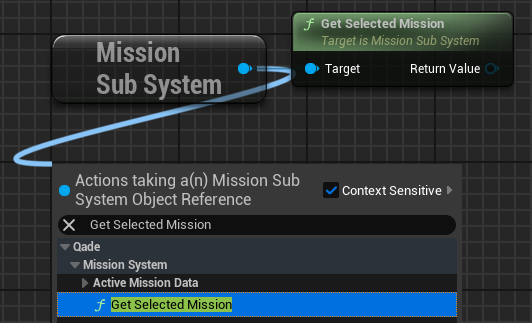 Get Selected Mission
Target is Mission Sub System
Mission
Sub System
Target
Return Value
Actions taking a(n) Mission Sub
System Object Reference
Context Sensitive
Get Selected Mission
Qade
Mission System
Active Mission Data
f Get Selected Mission